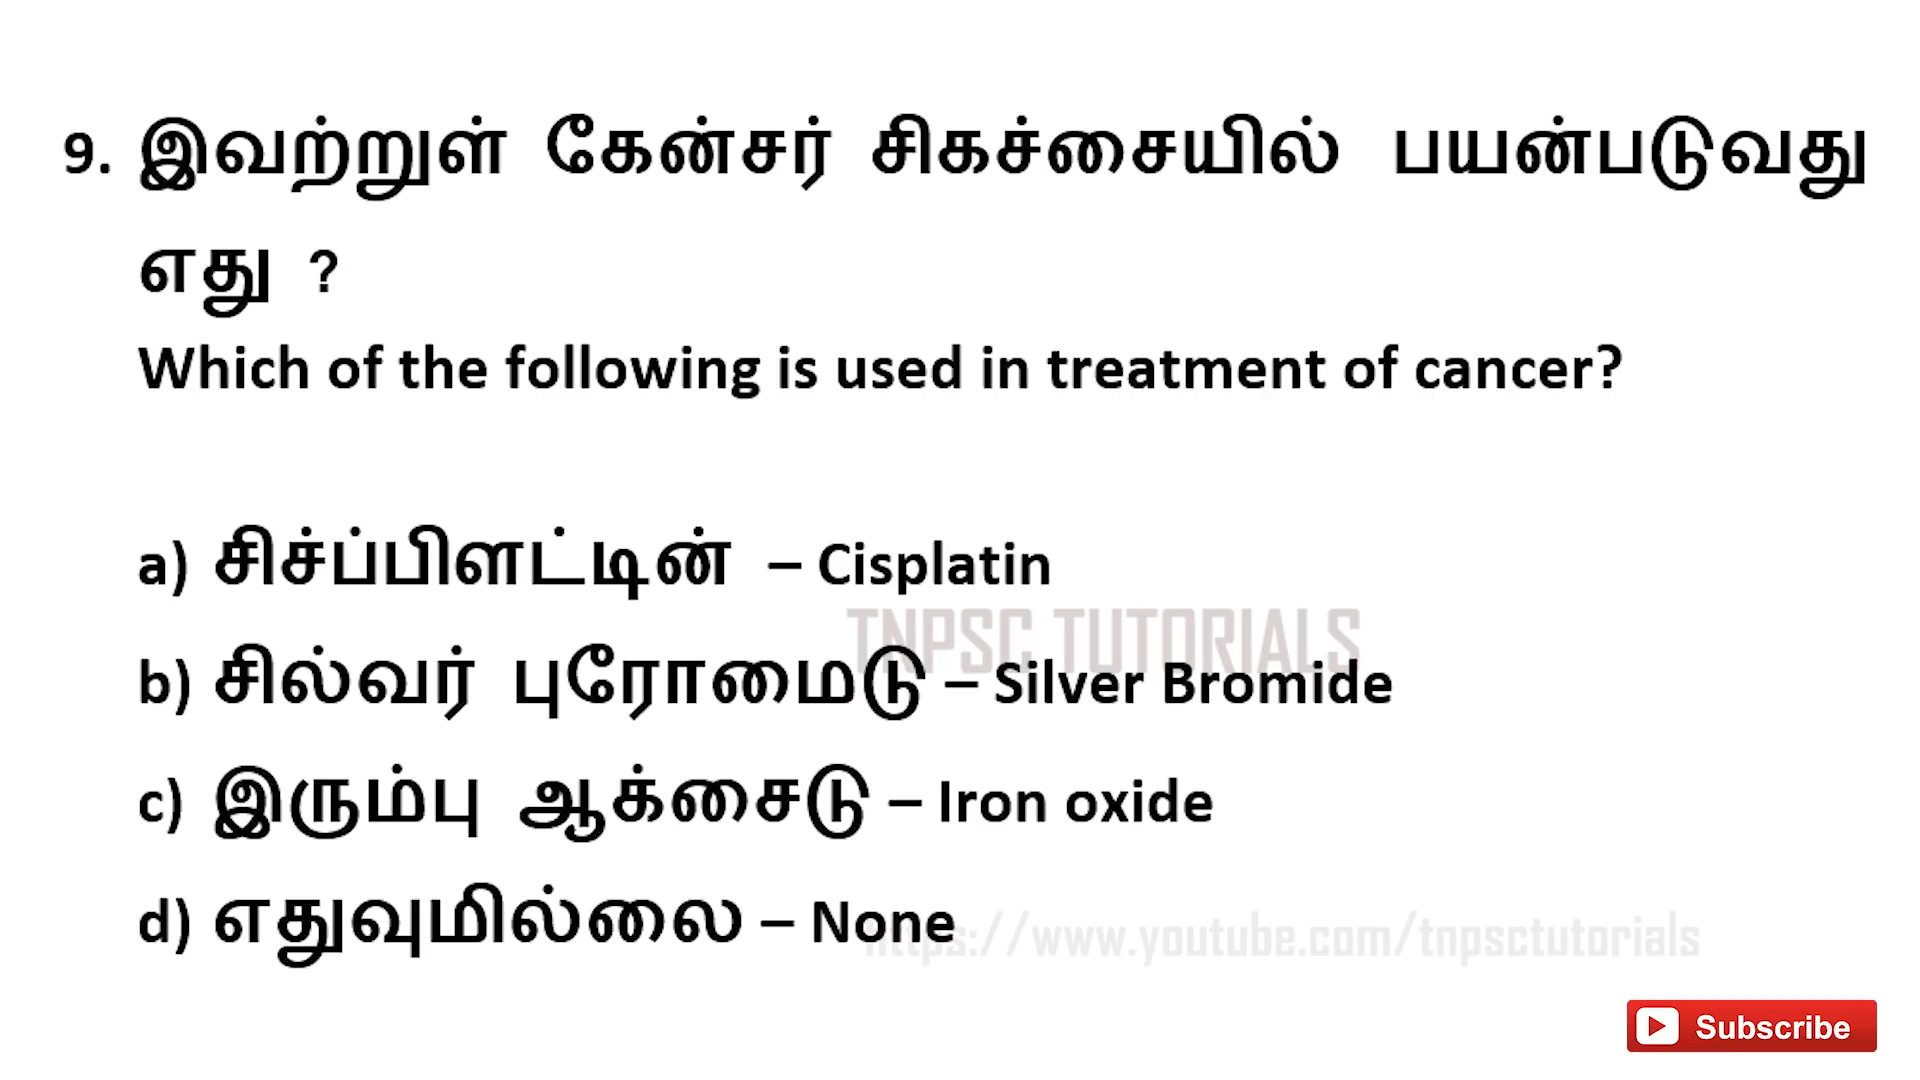 9. இவற்றுள் கேன்சர் சிகச்சையில் பயன்படுவது
எது ?
Which of the following is used in treatment of cancer?
a) சிச்ப்பிளட்டின் – Cisplatin
TNPSC TUTORIALS
b) சில்வர் புரோமைடு – Silver Bromide
c) இரும்பு ஆக்சைடு – Iron oxide
d) எதுவுமில்லை – None
https://www.youtube.com/tnpsctutorials
Subscribe